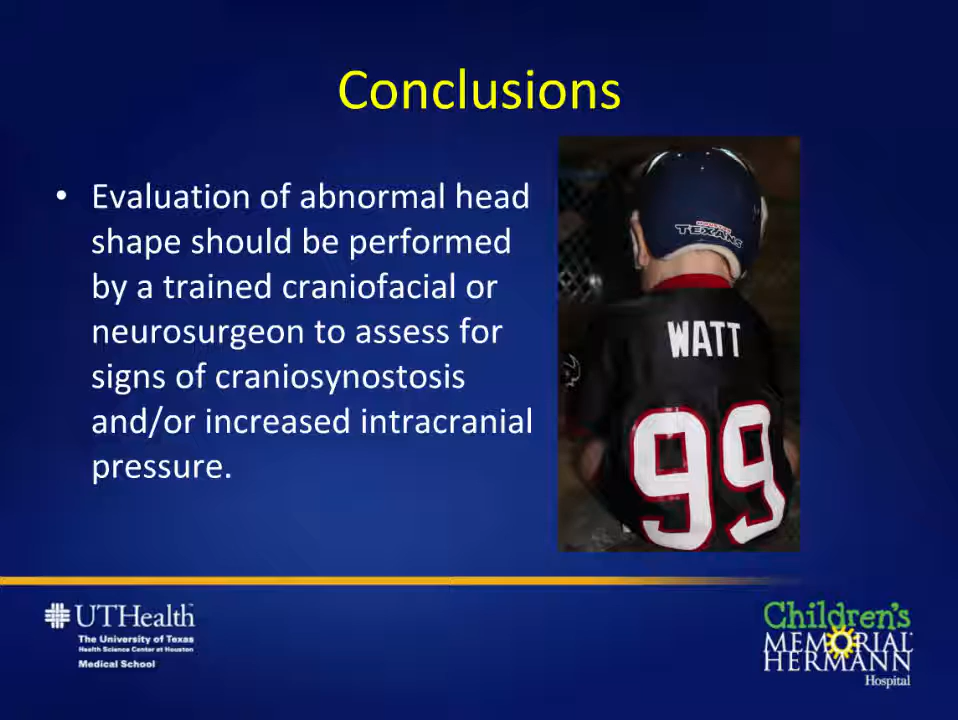 Conclusions
• Evaluation of abnormal head
shape should be performed
by a trained craniofacial or
neurosurgeon to assess for
signs of craniosynostosis
and/or increased intracranial
pressure.
TEXANS
WATT
99
UTHealth
The University of Texas
Health Science Center at Houston
Medical School
Children's
MEMORIAL
HERMANN
Hospital